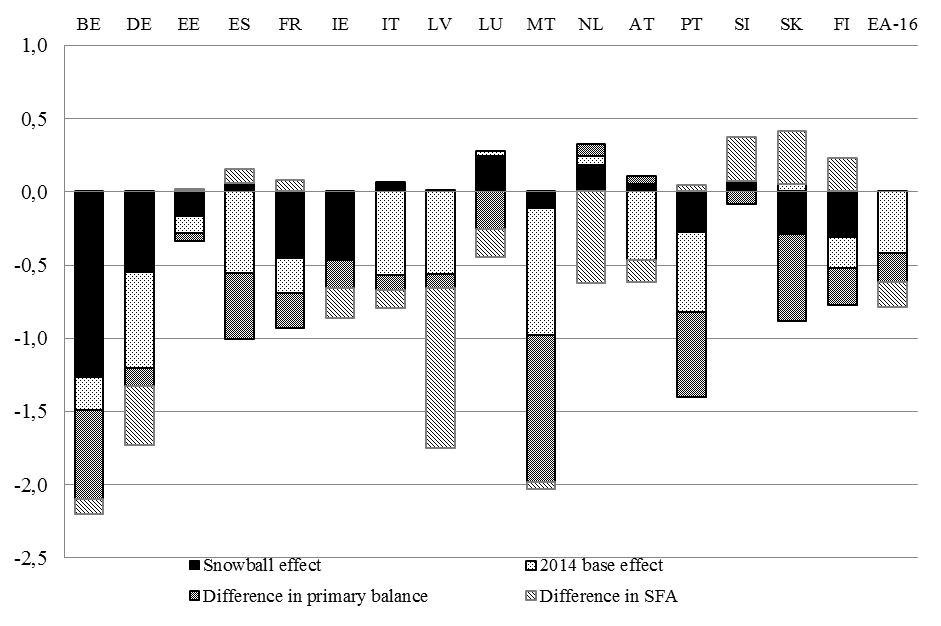 BE DE EE ES FR IE IT LV LU MT NL AT PT SI SK FI EA-16
1,0
0,5
0,0
-0,5
-1,0
-1,5
-2,0
-2,5
Snowball effect
2014 base effect
Difference in primary balance
Difference in SFA